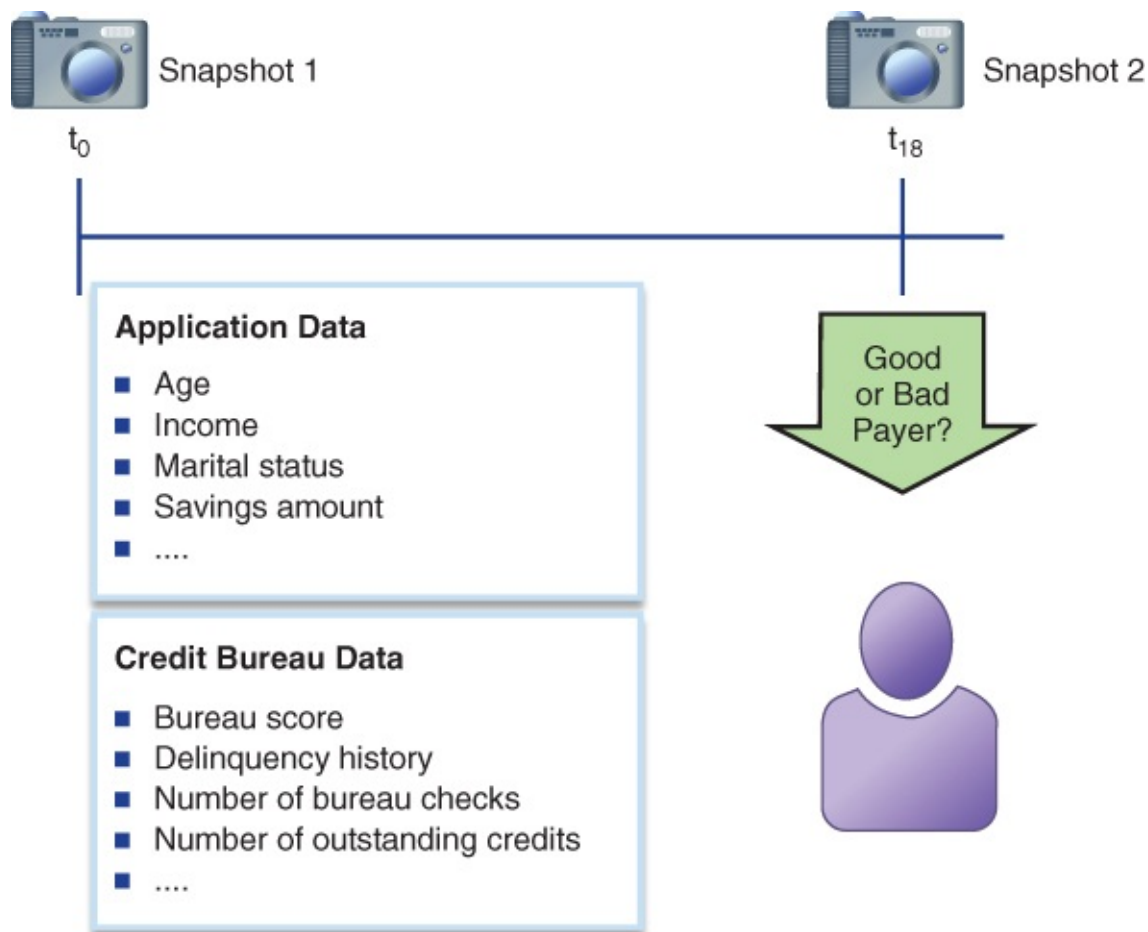 Snapshot 1
Snapshot 2
t₀
t₁₈
Application Data
■ Age
■ Income
■ Marital status
■ Savings amount
■ ....
Good
or Bad
Payer?
Credit Bureau Data
■ Bureau score
■ Delinquency history
■ Number of bureau checks
■ Number of outstanding credits
■ ....